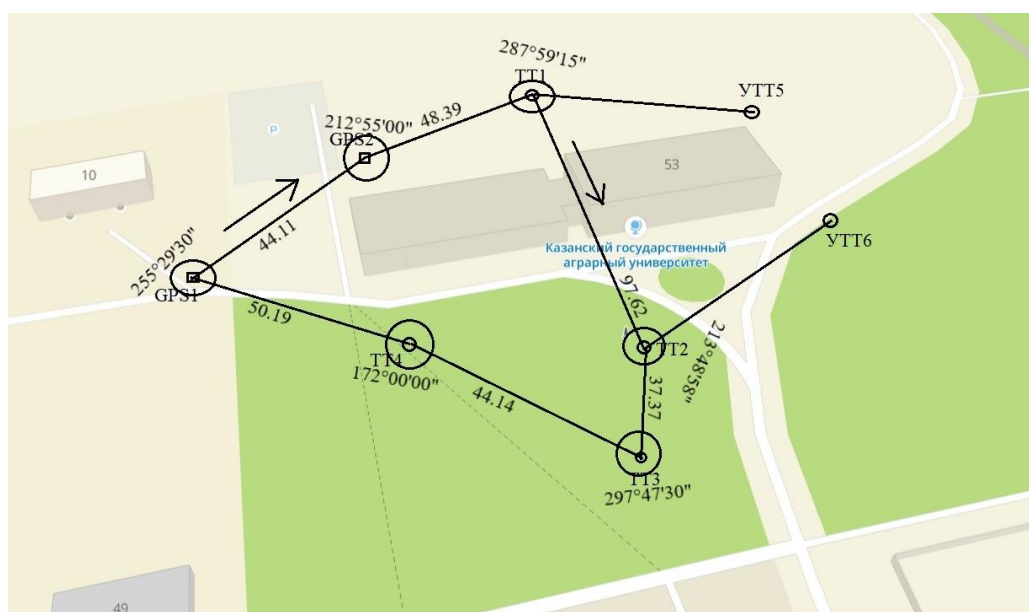 287°59'15"
ТТ1
УТТ5
48.39
212°55'00"
GPS2
P
10
53
44.11
Казанский государственный
аграрный университет
УТТ6
255°29'30"
GPS1
50.19
97.62
ТТ4
172°00'00"
ТТ2
213°48'58"
44.14
37.37
ТТ3
297°47'30"
49